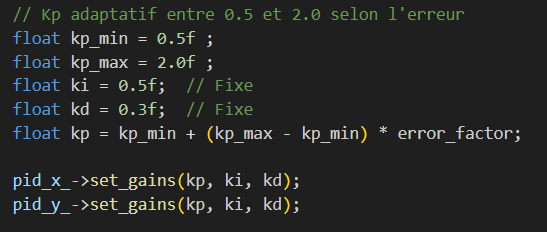 // Kp adaptatif entre 0.5 et 2.0 selon l'erreur
float kp_min = 0.5f ;
float kp_max = 2.0f ;
float ki = 0.5f;  // Fixe
float kd = 0.3f;  // Fixe
float kp = kp_min + (kp_max - kp_min) * error_factor;

pid_x_->set_gains(kp, ki, kd);
pid_y_->set_gains(kp, ki, kd);